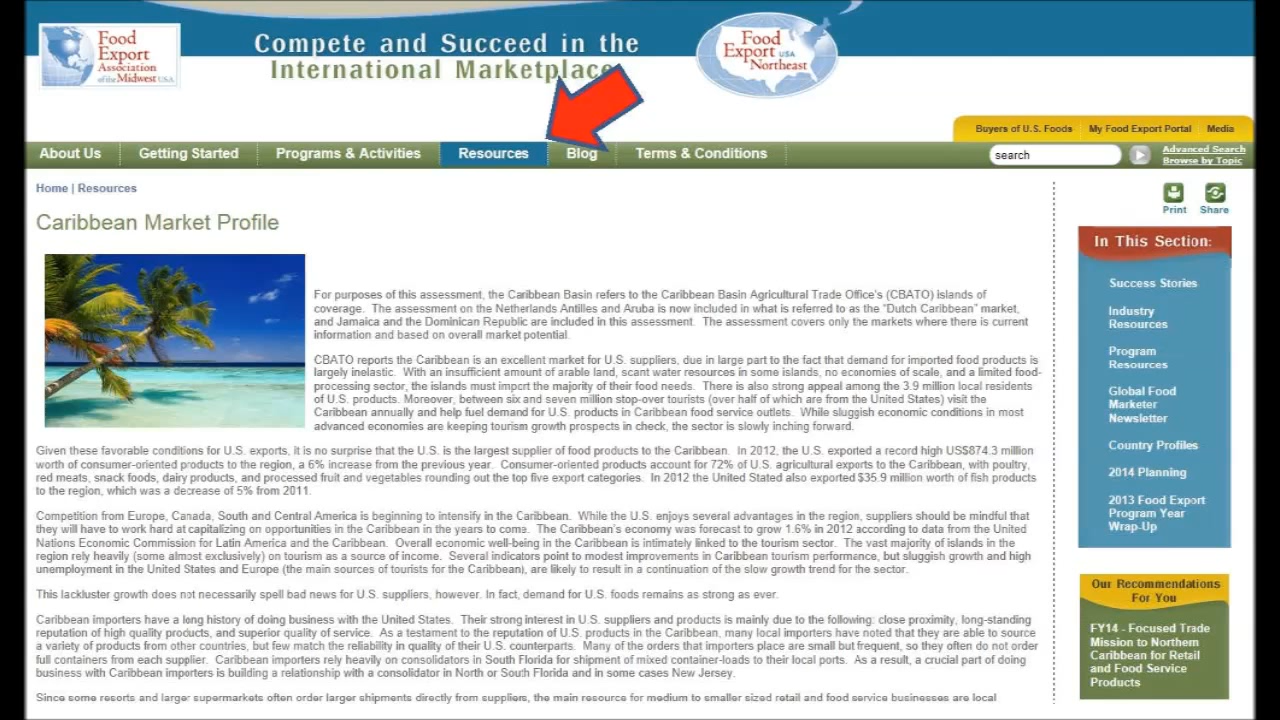 Food
Export
Association
of the Midwest USA
Compete and Succeed in the
International Marketplace
Food
Export USA
Northeast
Buyers of U.S. Foods My Food Export Portal Media
About Us Getting Started Programs & Activities Resources Blog Terms & Conditions
search
Advanced Search
Browse by Topic
Home | Resources
Print Share
Caribbean Market Profile
For purposes of this assessment, the Caribbean Basin refers to the Caribbean Basin Agricultural Trade Office's (CBATO) Islands of
coverage. The assessment on the Netherlands Antilles and Aruba is now included in what is referred to as the "Dutch Caribbean" market,
and Jamaica and the Dominican Republic are included in this assessment. The assessment covers only the markets where there is current
information and based on overall market potential.
CBATO reports the Caribbean is an excellent market for U.S. suppliers, due in large part to the fact that demand for imported food products is
largely inelastic. With an insufficient amount of arable land, scant water resources in some islands, no economies of scale, and a limited food-
processing sector, the islands must import the majority of their food needs. There is also strong appeal among the 3.9 million local residents
of U.S. products. Moreover, between six and seven million stop-over tourists (over half of which are from the United States) visit the
Caribbean annually and help fuel demand for U.S. products in Caribbean food service outlets. While sluggish economic conditions in most
advanced economies are keeping tourism growth prospects in check, the sector is slowly inching forward.
Given these favorable conditions for U.S. exports, it is no surprise that the U.S. is the largest supplier of food products to the Caribbean. In 2012, the U.S. exported a record high US$874.3 million
worth of consumer-oriented products to the region, a 6% increase from the previous year. Consumer-oriented products account for 72% of U.S. agricultural exports to the Caribbean, with poultry,
red meats, snack foods, dairy products, and processed fruit and vegetables rounding out the top five export categories. In 2012 the United Stated also exported $35.9 million worth of fish products
to the region, which was a decrease of 5% from 2011.
Competition from Europe, Canada, South and Central America is beginning to intensify in the Caribbean. While the U.S. enjoys several advantages in the region, suppliers should be mindful that
they will have to work hard at capitalizing on opportunities in the Caribbean in the years to come. The Caribbean's economy was forecast to grow 1.6% in 2012 according to data from the United
Nations Economic Commission for Latin America and the Caribbean. Overall economic well-being in the Caribbean is intimately linked to the tourism sector. The vast majority of islands in the
region rely heavily (some almost exclusively) on tourism as a source of income. Several indicators point to modest improvements in Caribbean tourism performance, but sluggish growth and high
unemployment in the United States and Europe (the main sources of tourists for the Caribbean), are likely to result in a continuation of the slow growth trend for the sector.
This lackluster growth does not necessarily spell bad news for U.S. suppliers, however. In fact, demand for U.S. foods remains as strong as ever.
Caribbean importers have a long history of doing business with the United States. Their strong interest in U.S. suppliers and products is mainly due to the following: close proximity, long-standing
reputation of high quality products, and superior quality of service. As a testament to the reputation of U.S. products in the Caribbean, many local importers have noted that they are able to source
a variety of products from other countries, but few match the reliability in quality of their U.S. counterparts. Many of the orders that importers place are small but frequent, so they often do not order
full containers from each supplier. Caribbean importers rely heavily on consolidators in South Florida for shipment of mixed container-loads to their local ports. As a result, a crucial part of doing
business with Caribbean importers is building a relationship with a consolidator in North or South Florida and in some cases New Jersey.
Since some resorts and larger supermarkets often order larger shipments directly from suppliers, the main resource for medium to smaller sized retail and food service businesses are local
In This Section:
Success Stories
Industry
Resources
Program
Resources
Global Food
Marketer
Newsletter
Country Profiles
2014 Planning
2013 Food Export
Program Year
Wrap-Up
Our Recommendations
For You
FY14 - Focused Trade
Mission to Northern
Caribbean for Retail
and Food Service
Products